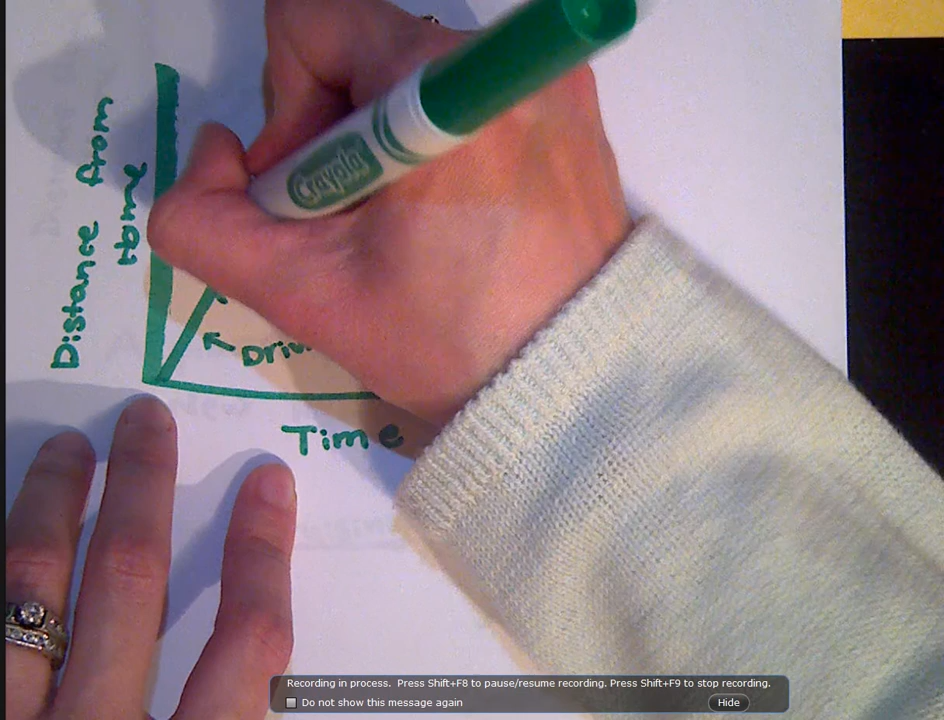 Distance from
Home
Crayola
Time
Recording in process. Press Shift+F8 to pause/resume recording. Press Shift+F9 to stop recording.
Do not show this message again
Hide